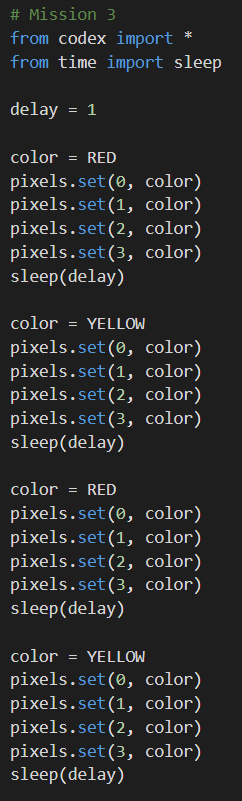 # Mission 3
from codex import *
from time import sleep

delay = 1

color = RED
pixels.set(0, color)
pixels.set(1, color)
pixels.set(2, color)
pixels.set(3, color)
sleep(delay)

color = YELLOW
pixels.set(0, color)
pixels.set(1, color)
pixels.set(2, color)
pixels.set(3, color)
sleep(delay)

color = RED
pixels.set(0, color)
pixels.set(1, color)
pixels.set(2, color)
pixels.set(3, color)
sleep(delay)

color = YELLOW
pixels.set(0, color)
pixels.set(1, color)
pixels.set(2, color)
pixels.set(3, color)
sleep(delay)